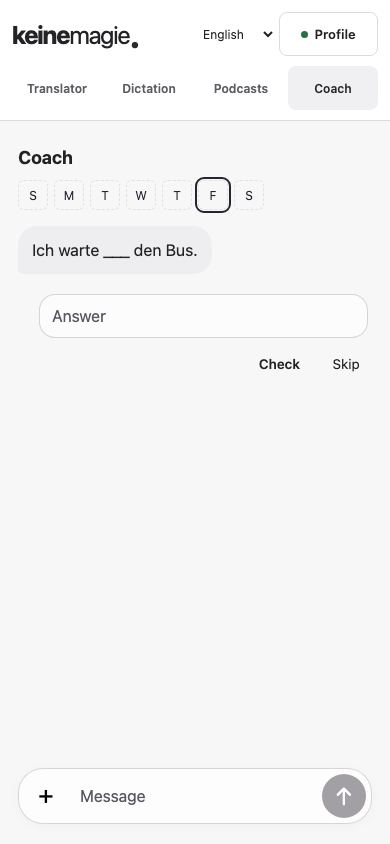 keinemagie.
English
Profile
Translator
Dictation
Podcasts
Coach
Coach
S M T W T F S
Ich warte ___ den Bus.
Answer
Check
Skip
+ Message